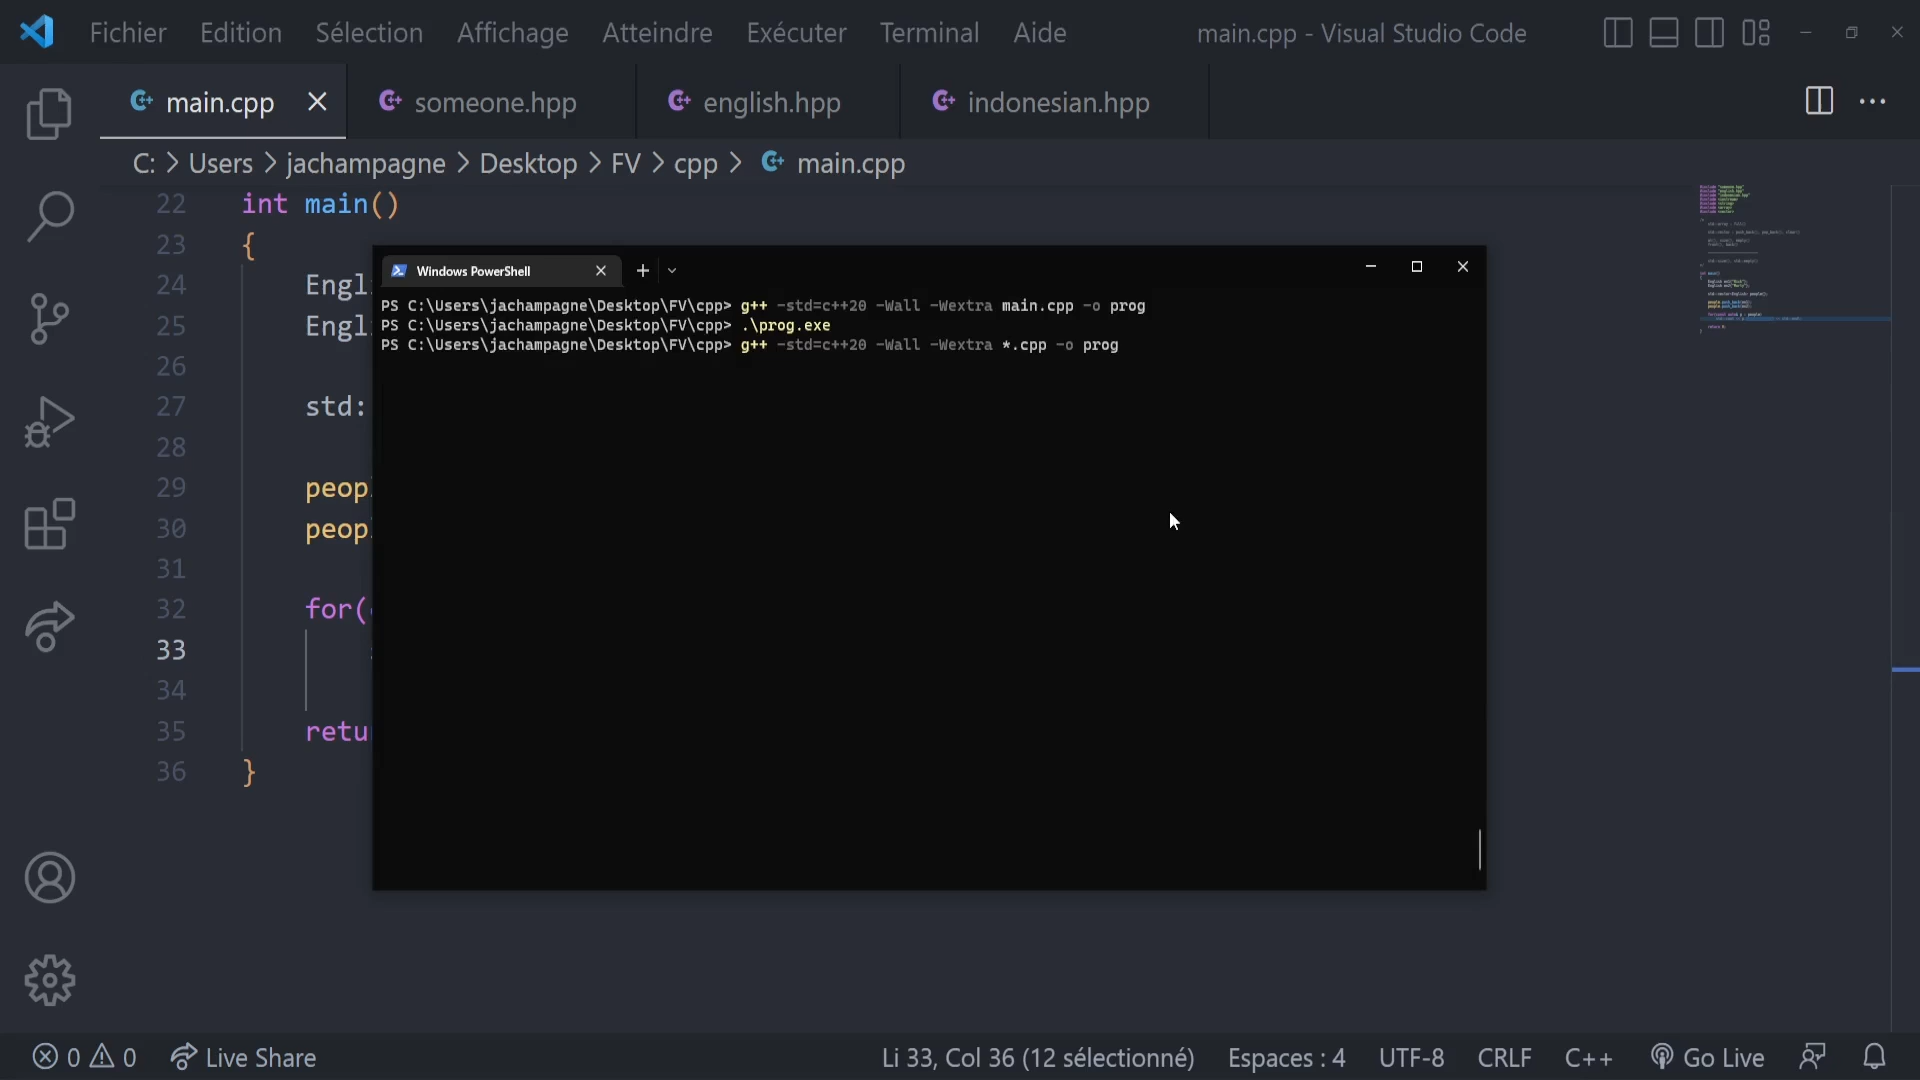 Fichier Edition Sélection Affichage Atteindre Exécuter Terminal Aide main.cpp - Visual Studio Code
main.cpp someone.hpp english.hpp indonesian.hpp
C: > Users > jachampagne > Desktop > FV > cpp > main.cpp
22 int main()
23 {
24 Engl
25 Engl
26
27 std:
28
29 peop
30 peop
31
32 for(
33
34
35 retu
36 }
Windows PowerShell
PS C:\Users\jachampagne\Desktop\FV\cpp> g++ -std=c++20 -Wall -Wextra main.cpp -o prog
PS C:\Users\jachampagne\Desktop\FV\cpp> .\prog.exe
PS C:\Users\jachampagne\Desktop\FV\cpp> g++ -std=c++20 -Wall -Wextra *.cpp -o prog
0 0 Live Share Li 33, Col 36 (12 sélectionné) Espaces : 4 UTF-8 CRLF C++ Go Live